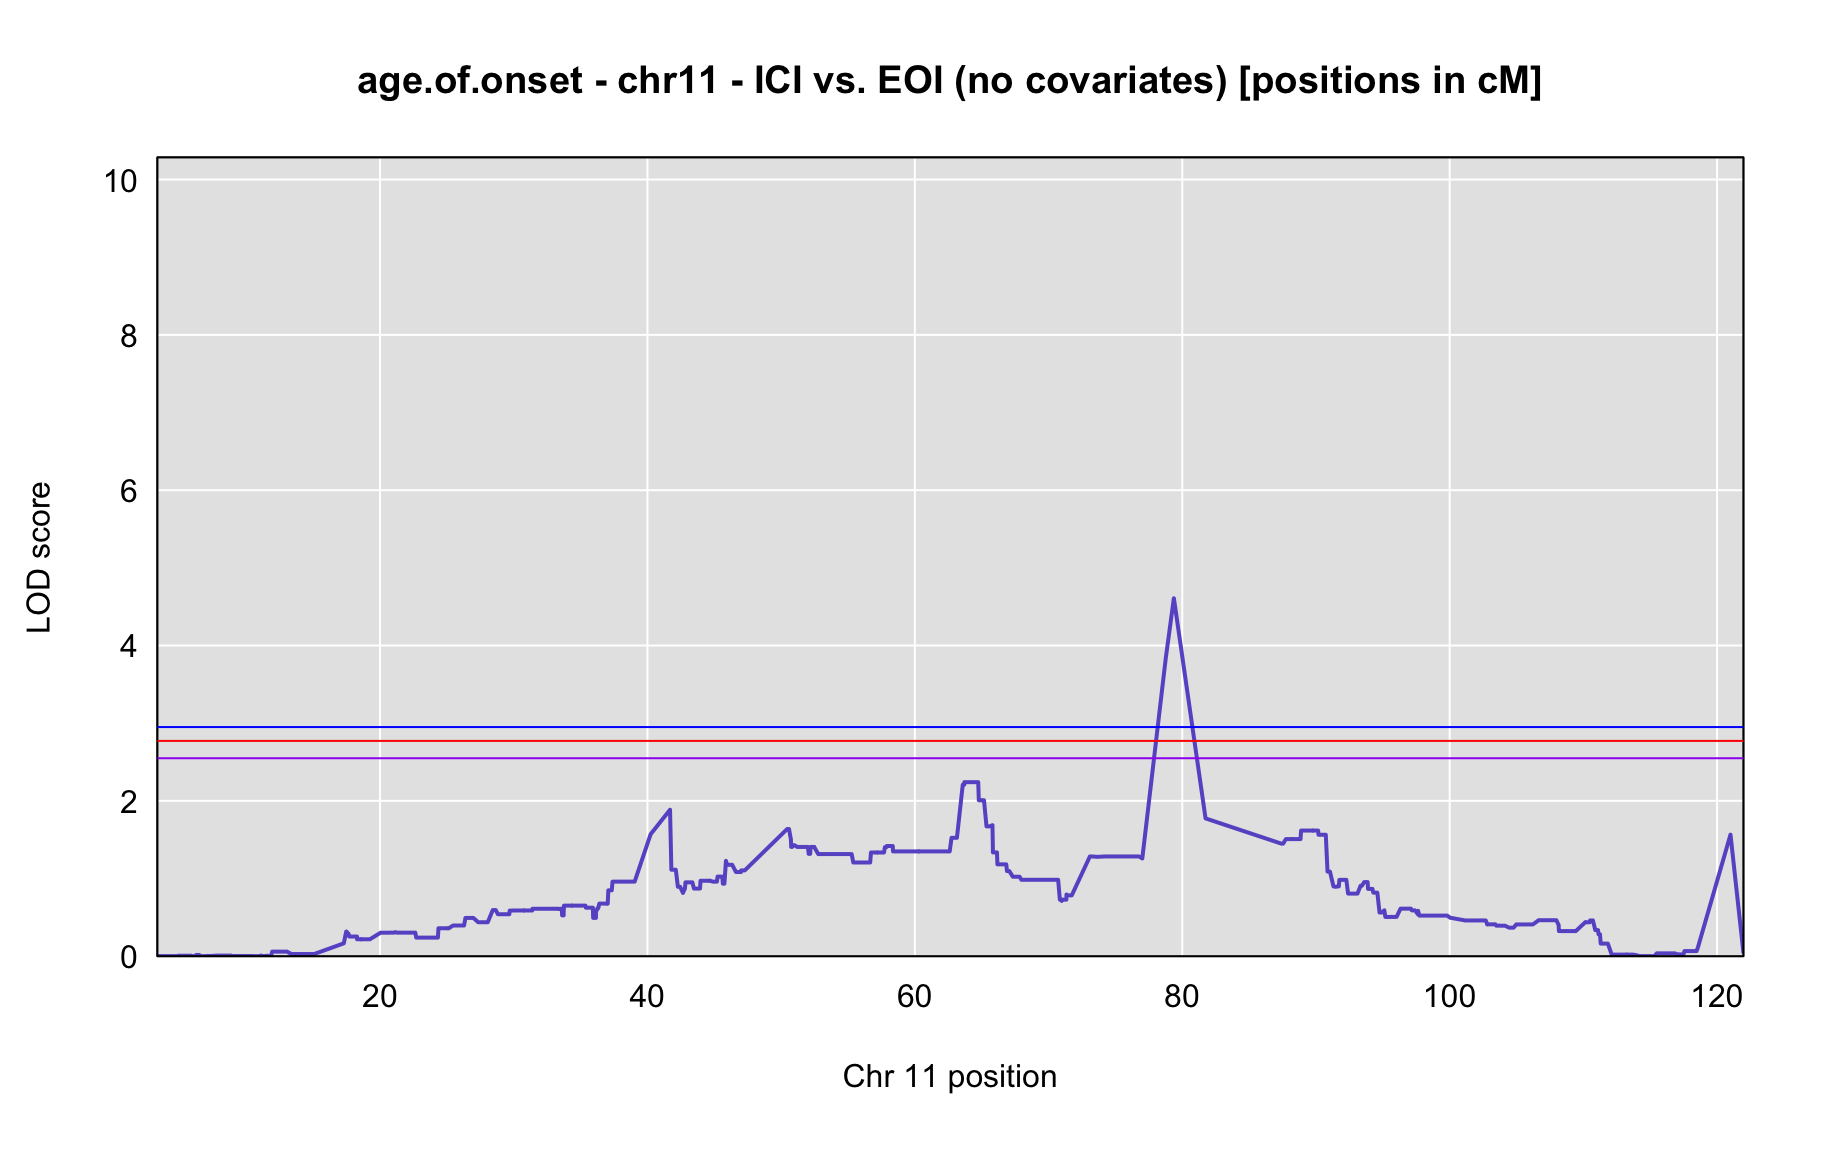 age.of.onset - chr11 - ICI vs. EOI (no covariates) [positions in cM]
10
8
6
4
2
0
LOD score
20 40 60 80 100 120
Chr 11 position